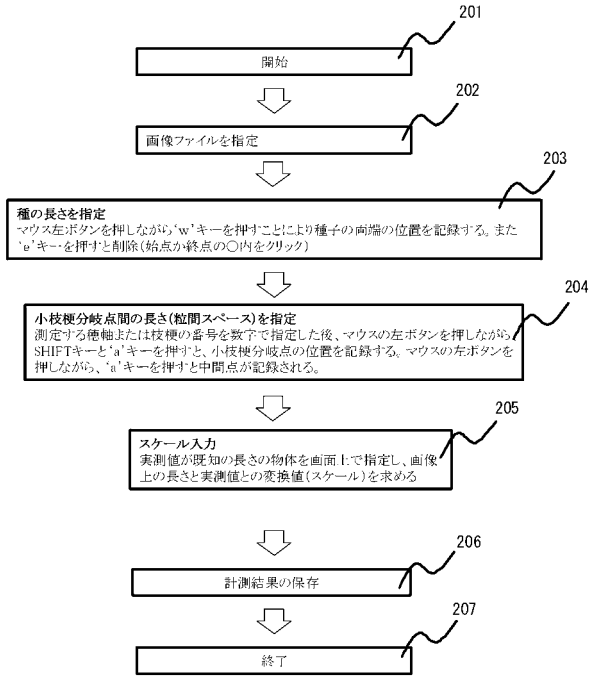 201
開始
202
画像ファイルを指定
203
種の長さを指定
マウス左ボタンを押しながら‘w’キーを押すことにより種子の両端の位置を記録する。また
‘e’キーを押すと削除(始点か終点の〇内をクリック)
204
小枝梗分岐点間の長さ(粒間スペース)を指定
測定する穂軸または枝梗の番号を数字で指定した後、マウスの左ボタンを押しながら
SHIFTキーと‘a’キーを押すと、小枝梗分岐点の位置を記録する。マウスの左ボタンを
押しながら、‘a’キーを押すと中間点が記録される。
205
スケール入力
実測値が既知の長さの物体を画面上で指定し、画像
上の長さと実測値との変換値(スケール)を求める
206
計測結果の保存
207
終了